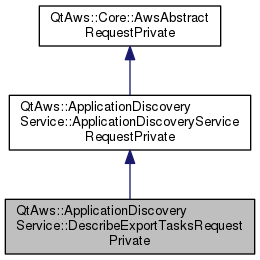 QtAws::Core::AwsAbstract
RequestPrivate
QtAws::ApplicationDiscovery
Service::ApplicationDiscoveryService
RequestPrivate
QtAws::ApplicationDiscovery
Service::DescribeExportTasksRequest
Private